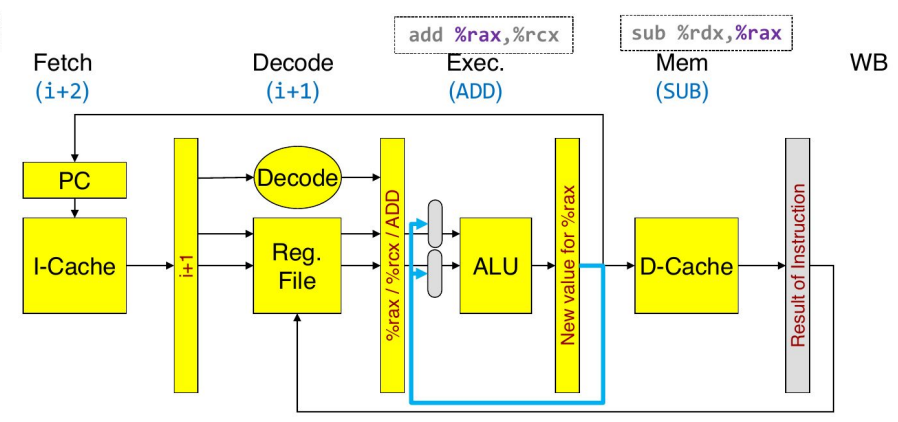 add %rax,%rcx
sub %rdx,%rax
Fetch
(i+2)
Decode
(i+1)
Exec.
(ADD)
Mem
(SUB)
WB
PC
I-Cache
i+1
Decode
Reg.
File
%rax / %rcx / ADD
ALU
New value for %rax
D-Cache
Result of Instruction